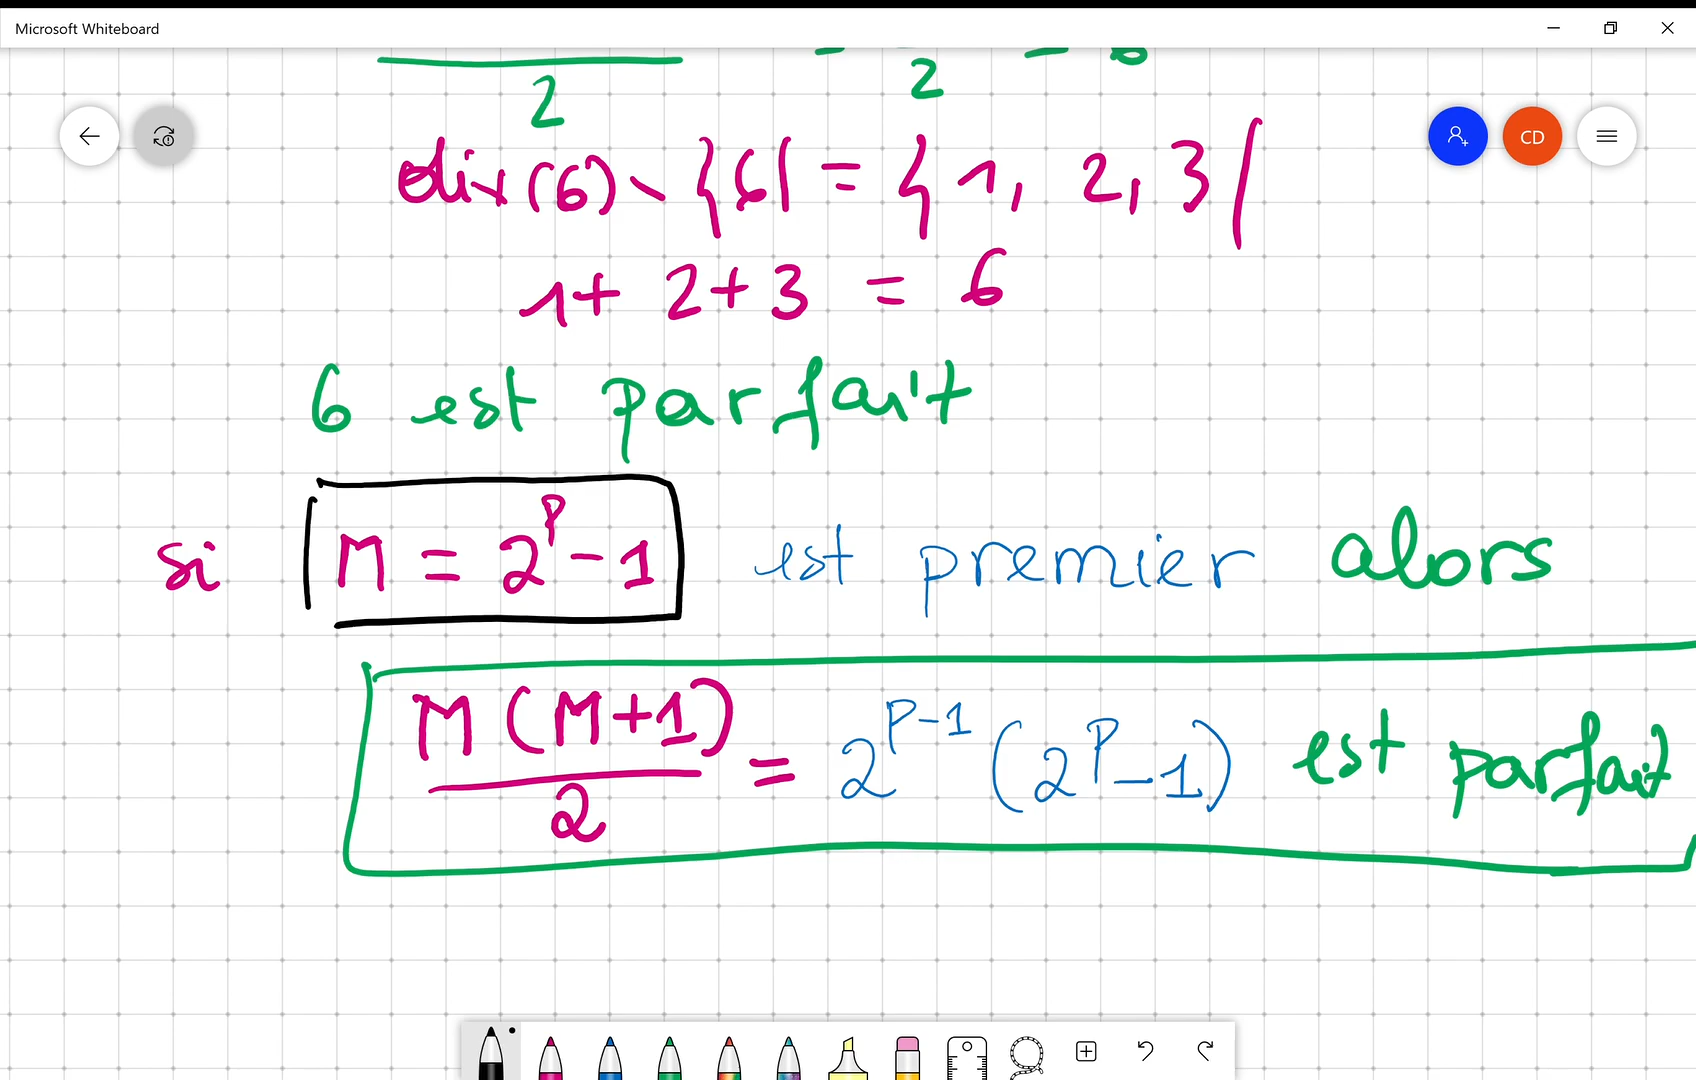 Microsoft Whiteboard
2 2
CD
div(6) \ {6} = {1, 2, 3}
1 + 2 + 3 = 6
6 est parfait
si M = 2^p - 1 est premier alors
M(M+1)/2 = 2^(p-1) (2^p - 1) est parfait